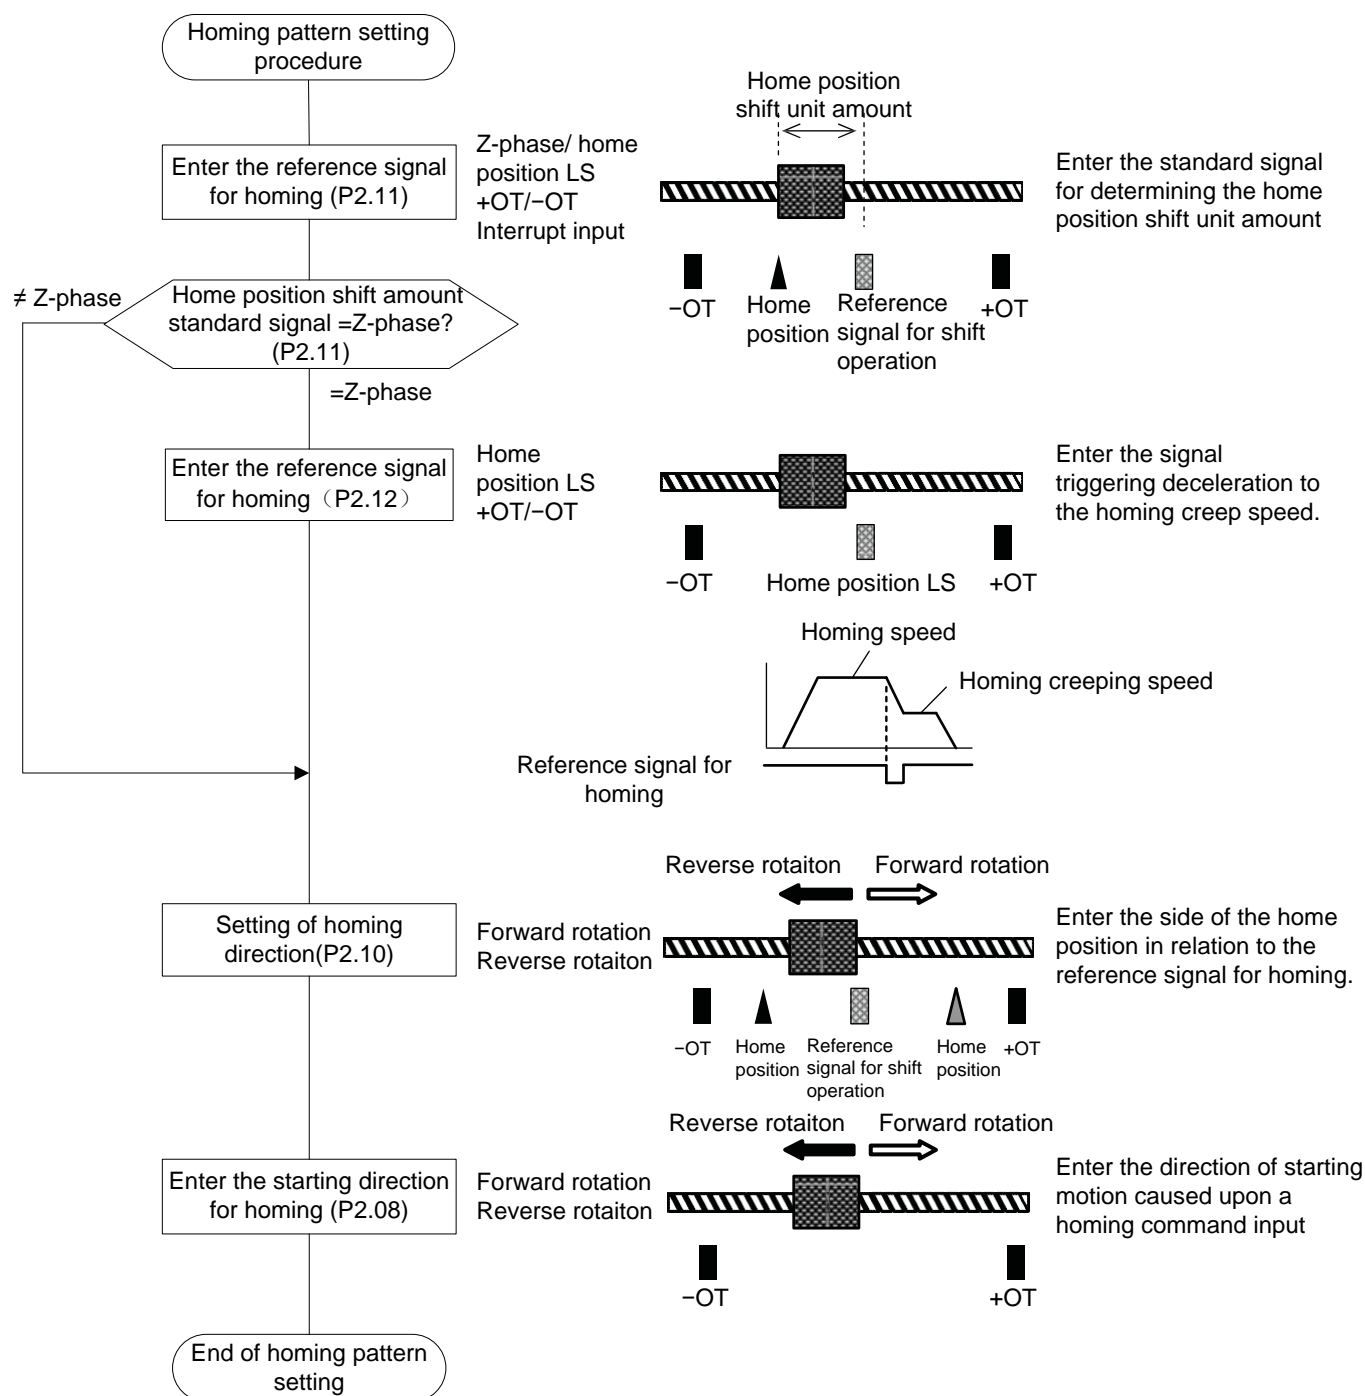 Homing pattern setting
procedure
Home position
shift unit amount
Enter the reference signal
for homing (P2.11)
Z-phase/ home
position LS
+OT/−OT
Interrupt input
Enter the standard signal
for determining the home
position shift unit amount
−OT
Home
position
Reference
signal for shift
operation
+OT
≠ Z-phase
Home position shift amount
standard signal =Z-phase?
(P2.11)
=Z-phase
Enter the reference signal
for homing（P2.12）
Home
position LS
+OT/−OT
Enter the signal
triggering deceleration to
the homing creep speed.
−OT
Home position LS
+OT
Homing speed
Homing creeping speed
Reference signal for
homing
Reverse rotaiton
Forward rotation
Setting of homing
direction(P2.10)
Forward rotation
Reverse rotaiton
Enter the side of the home
position in relation to the
reference signal for homing.
−OT
Home
position
Reference
signal for shift
operation
Home
position
+OT
Reverse rotaiton
Forward rotation
Enter the starting direction
for homing (P2.08)
Forward rotation
Reverse rotaiton
Enter the direction of starting
motion caused upon a
homing command input
−OT
+OT
End of homing pattern
setting